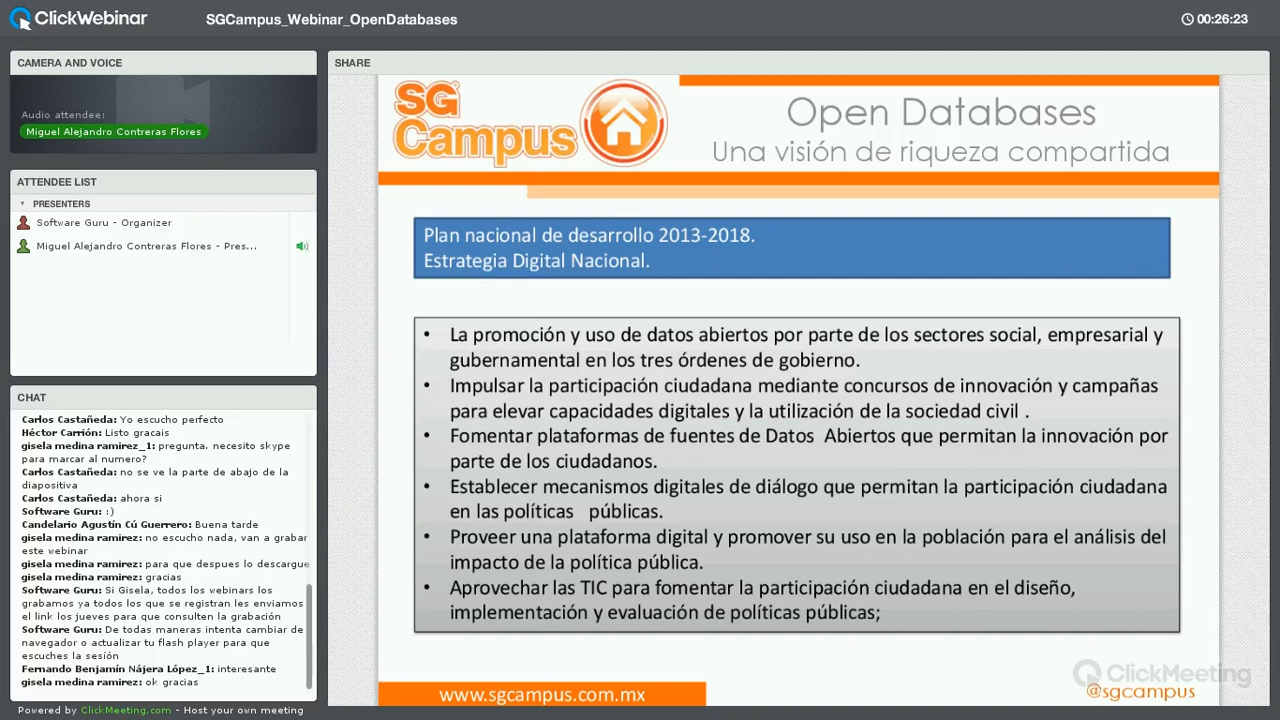 ClickWebinar
SGCampus_Webinar_OpenDatabases
00:26:23
CAMERA AND VOICE
Audio attendee:
Miguel Alejandro Contreras Flores
ATTENDEE LIST
PRESENTERS
Software Guru - Organizer
Miguel Alejandro Contreras Flores - Pres...
CHAT
Carlos Castañeda: Yo escucho perfecto
Héctor Carrión: Listo gracais
gisela medina ramirez_1: pregunta. necesito skype
para marcar al numero?
Carlos Castañeda: no se ve la parte de abajo de la
diapositiva
Carlos Castañeda: ahora si
Software Guru: :)
Candelario Agustín Cú Guerrero: Buena tarde
gisela medina ramirez: no escucho nada, van a grabar
este webinar
gisela medina ramirez: para que despues lo descargue
gisela medina ramirez: gracias
Software Guru: Si Gisela, todos los webinars los
grabamos ya todos los que se registran les enviamos
el link los jueves para que consulten la grabación
Software Guru: De todas maneras intenta cambiar de
navegador o actualizar tu flash player para que
escuches la sesión
Fernando Benjamín Nájera López_1: interesante
gisela medina ramirez: ok gracias
Powered by ClickMeeting.com - Host your own meeting
SHARE
SG
Campus
Open Databases
Una visión de riqueza compartida
Plan nacional de desarrollo 2013-2018.
Estrategia Digital Nacional.
• La promoción y uso de datos abiertos por parte de los sectores social, empresarial y
gubernamental en los tres órdenes de gobierno.
• Impulsar la participación ciudadana mediante concursos de innovación y campañas
para elevar capacidades digitales y la utilización de la sociedad civil .
• Fomentar plataformas de fuentes de Datos Abiertos que permitan la innovación por
parte de los ciudadanos.
• Establecer mecanismos digitales de diálogo que permitan la participación ciudadana
en las políticas públicas.
• Proveer una plataforma digital y promover su uso en la población para el análisis del
impacto de la política pública.
• Aprovechar las TIC para fomentar la participación ciudadana en el diseño,
implementación y evaluación de políticas públicas;
ClickMeeting
www.sgcampus.com.mx
@sgcampus